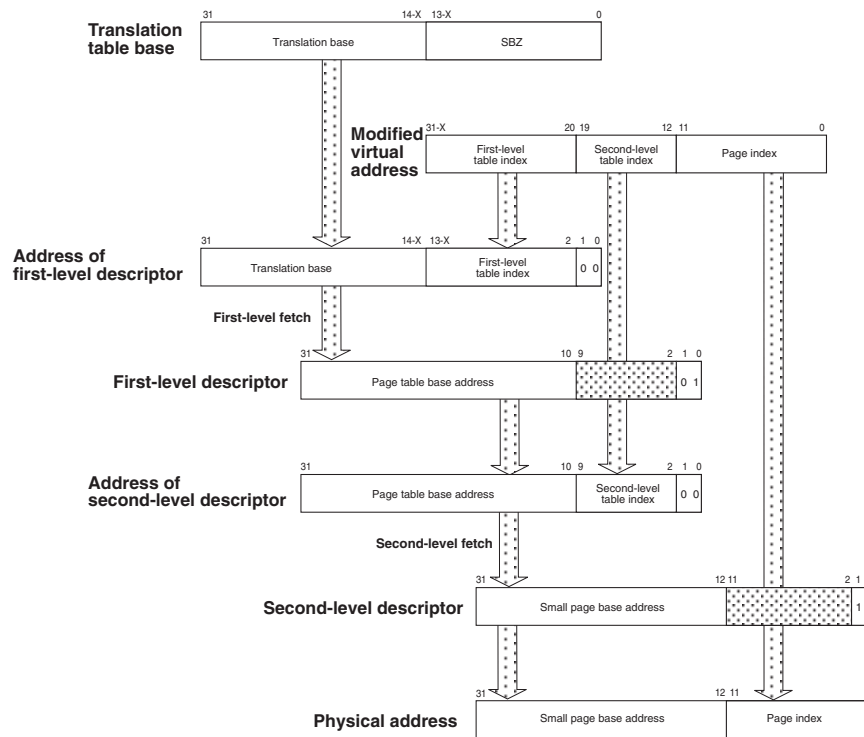 31 14-X 13-X 0
Translation table base
Translation base
SBZ
Modified virtual address
31-X 20 19 12 11 0
First-level table index
Second-level table index
Page index
Address of first-level descriptor
31 14-X 13-X 2 1 0
Translation base
First-level table index
0 0
First-level fetch
First-level descriptor
31 10 9 2 1 0
Page table base address
0 1
Address of second-level descriptor
31 10 9 2 1 0
Page table base address
Second-level table index
0 0
Second-level fetch
Second-level descriptor
31 12 11 2 1
Small page base address
1
Physical address
31 12 11
Small page base address
Page index